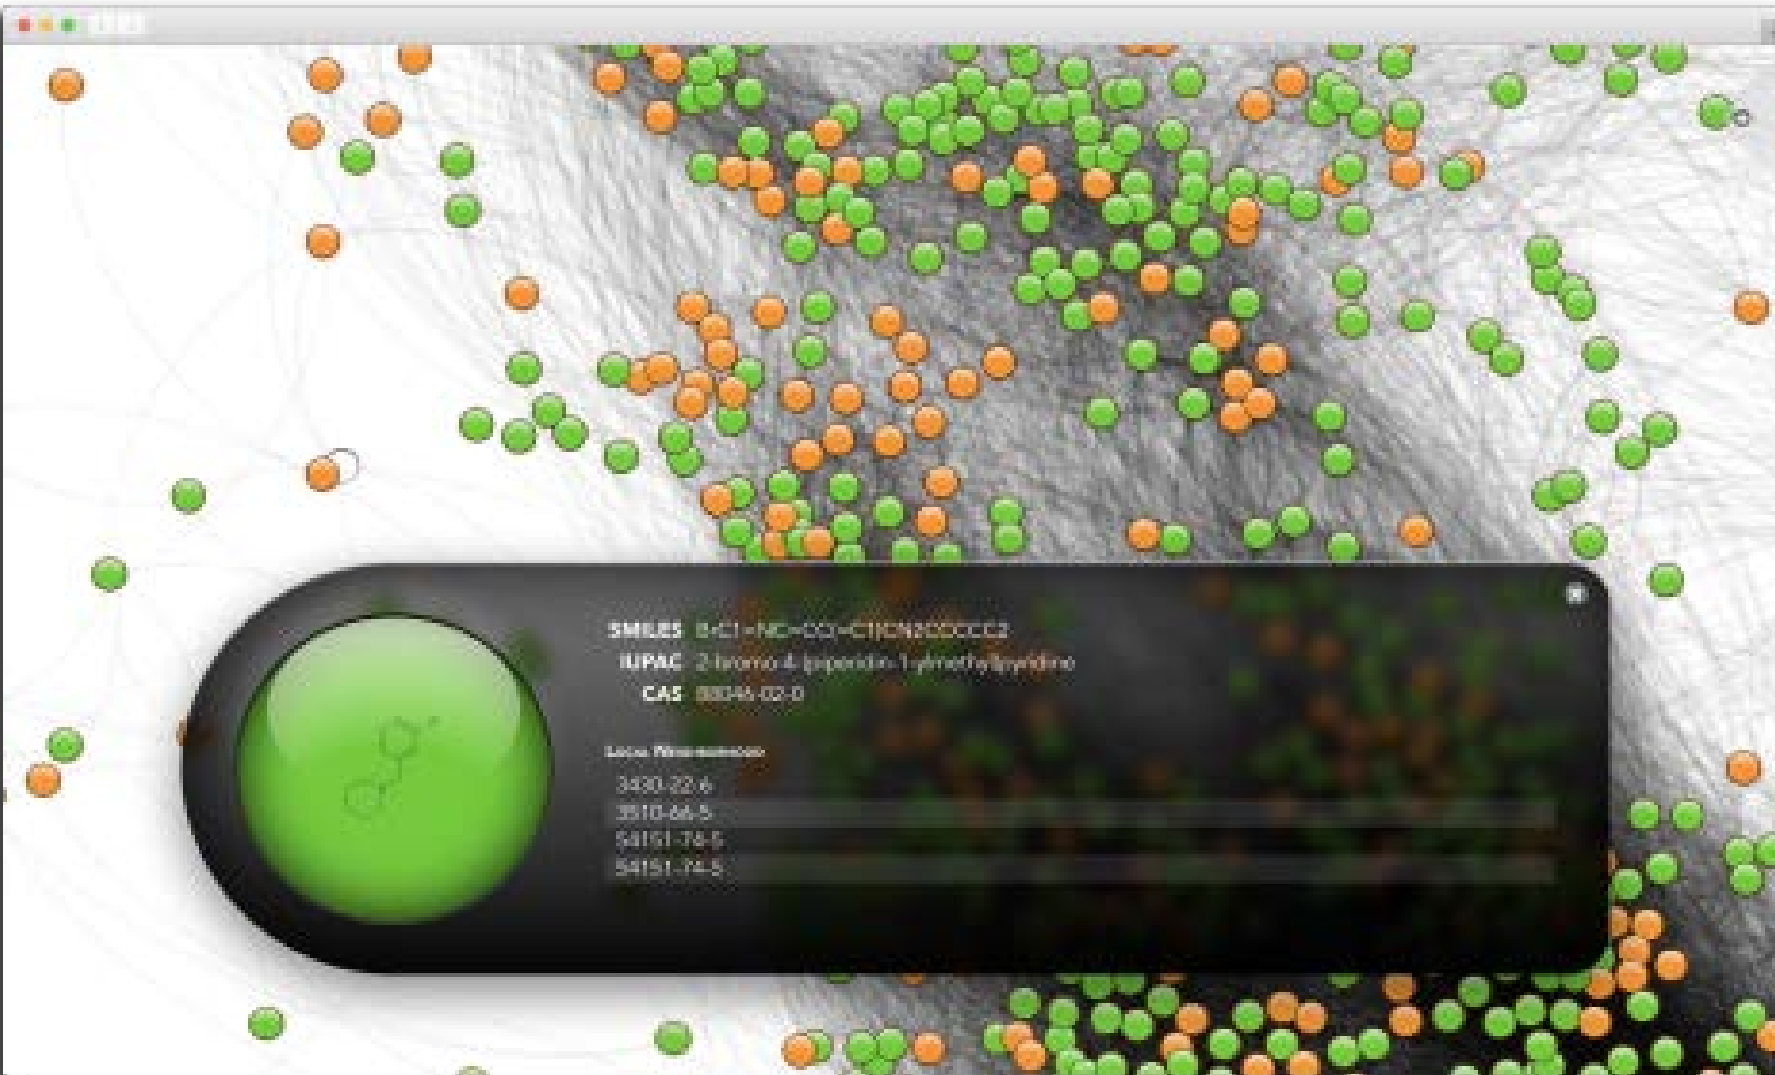 SMILES BrC1=NC=CC(=C1)CN2CCCCC2
IUPAC 2-bromo-4-(piperidin-1-ylmethyl)pyridine
CAS 88046-02-0
3430-22-6
3510-66-5
54151-74-5
54151-74-5